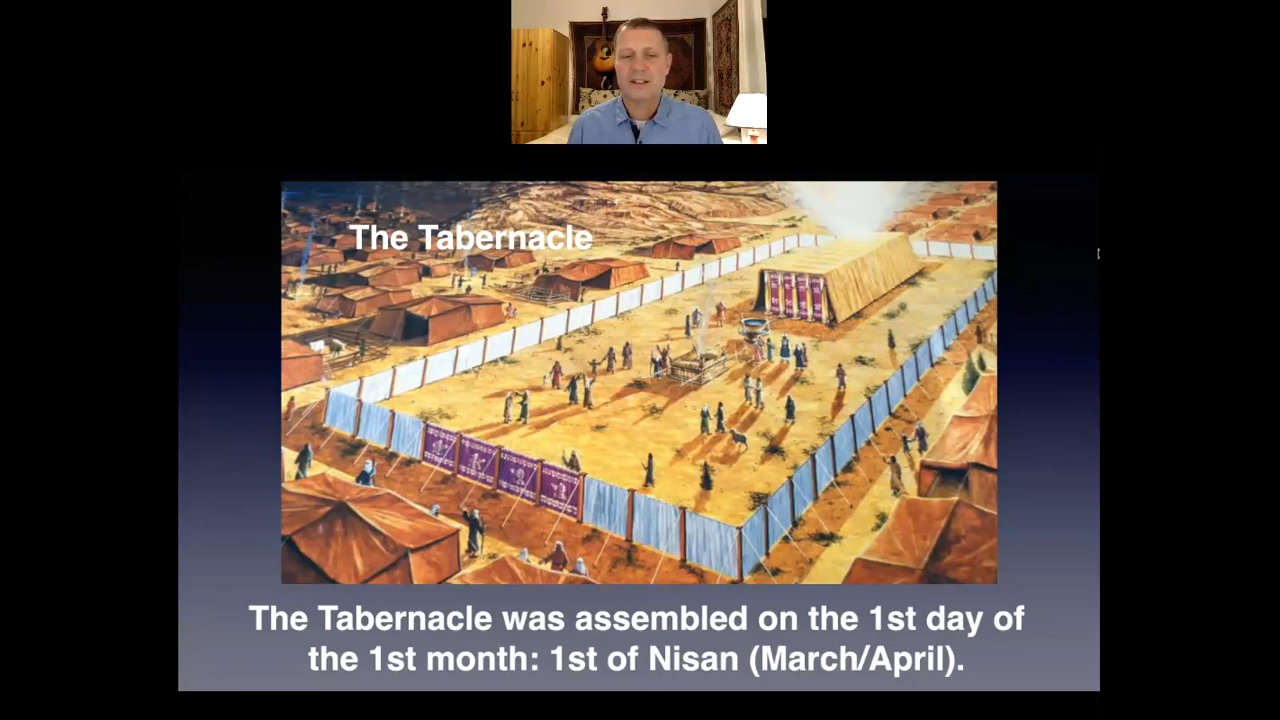 The Tabernacle
The Tabernacle was assembled on the 1st day of
the 1st month: 1st of Nisan (March/April).